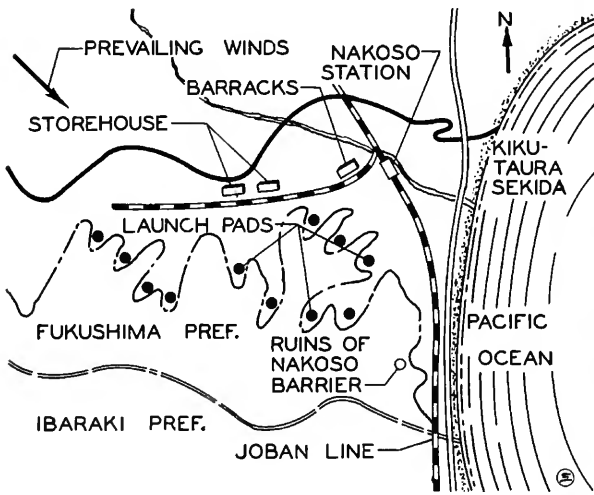 PREVAILING WINDS
NAKOSO
STATION
N
BARRACKS
STOREHOUSE
KIKU-
TAURA
SEKIDA
LAUNCH PADS
FUKUSHIMA PREF.
RUINS OF
NAKOSO
BARRIER
PACIFIC
OCEAN
IBARAKI PREF.
JOBAN LINE